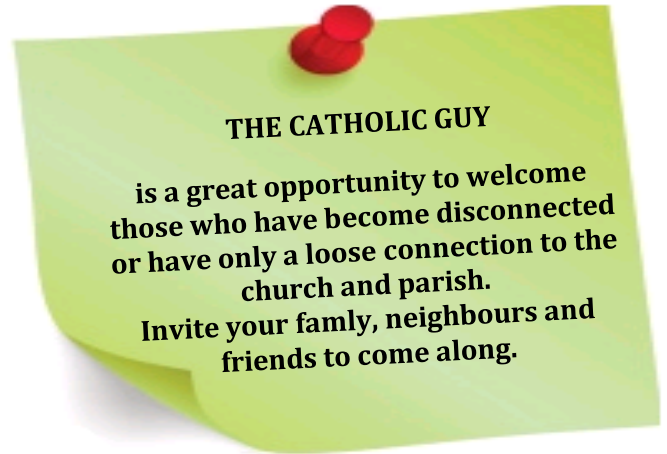 THE CATHOLIC GUY
is a great opportunity to welcome
those who have become disconnected
or have only a loose connection to the
church and parish.
Invite your famly, neighbours and
friends to come along.